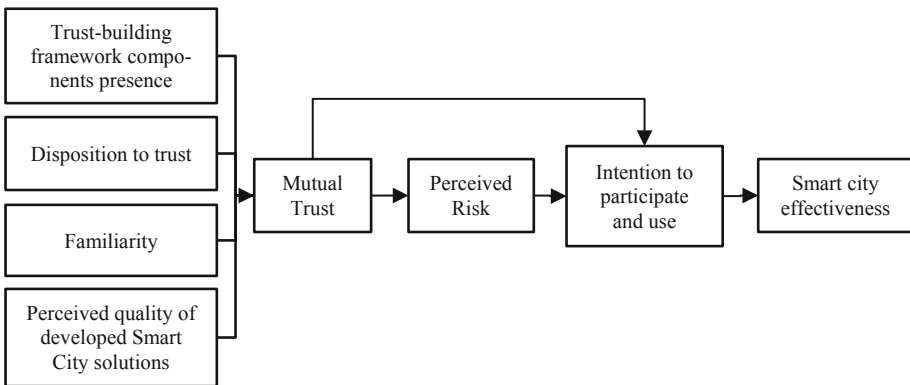 Trust-building
framework compo-
nents presence
Disposition to trust
Familiarity
Perceived quality of
developed Smart
City solutions
Mutual
Trust
Perceived
Risk
Intention to
participate
and use
Smart city
effectiveness